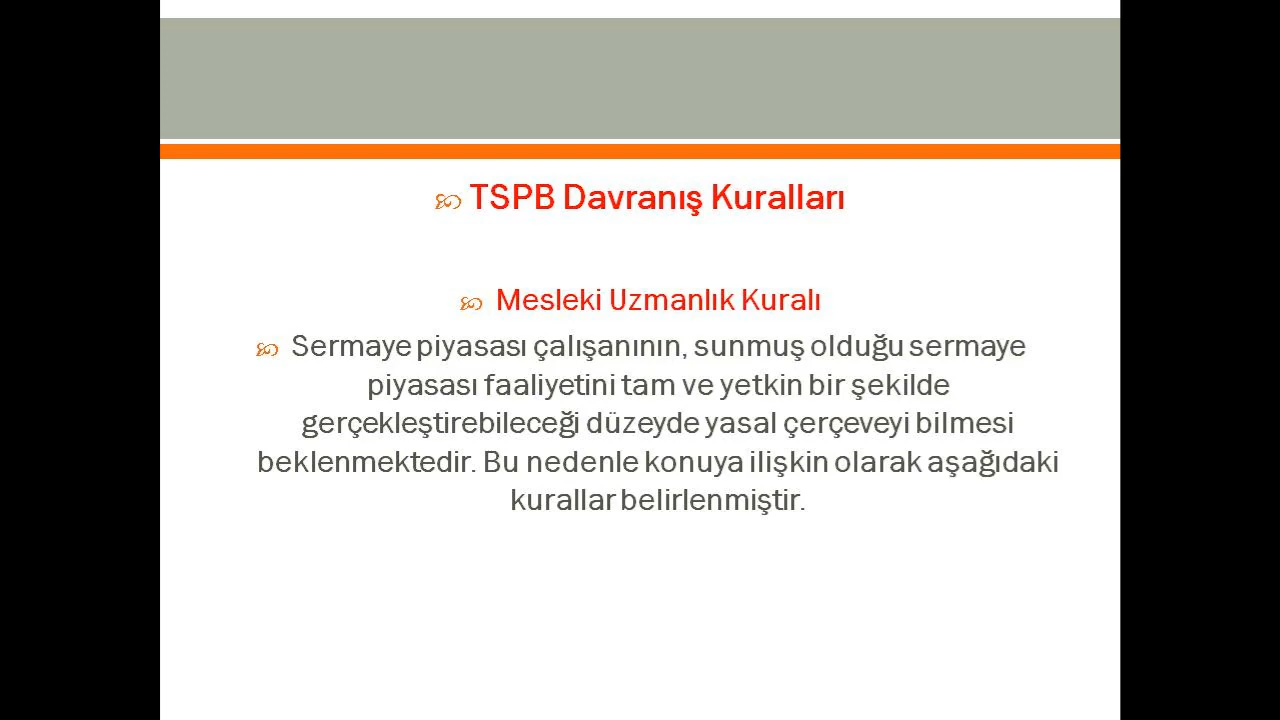 TSPB Davranış Kuralları
Mesleki Uzmanlık Kuralı
Sermaye piyasası çalışanının, sunmuş olduğu sermaye
piyasası faaliyetini tam ve yetkin bir şekilde
gerçekleştirebileceği düzeyde yasal çerçeveyi bilmesi
beklenmektedir. Bu nedenle konuya ilişkin olarak aşağıdaki
kurallar belirlenmiştir.